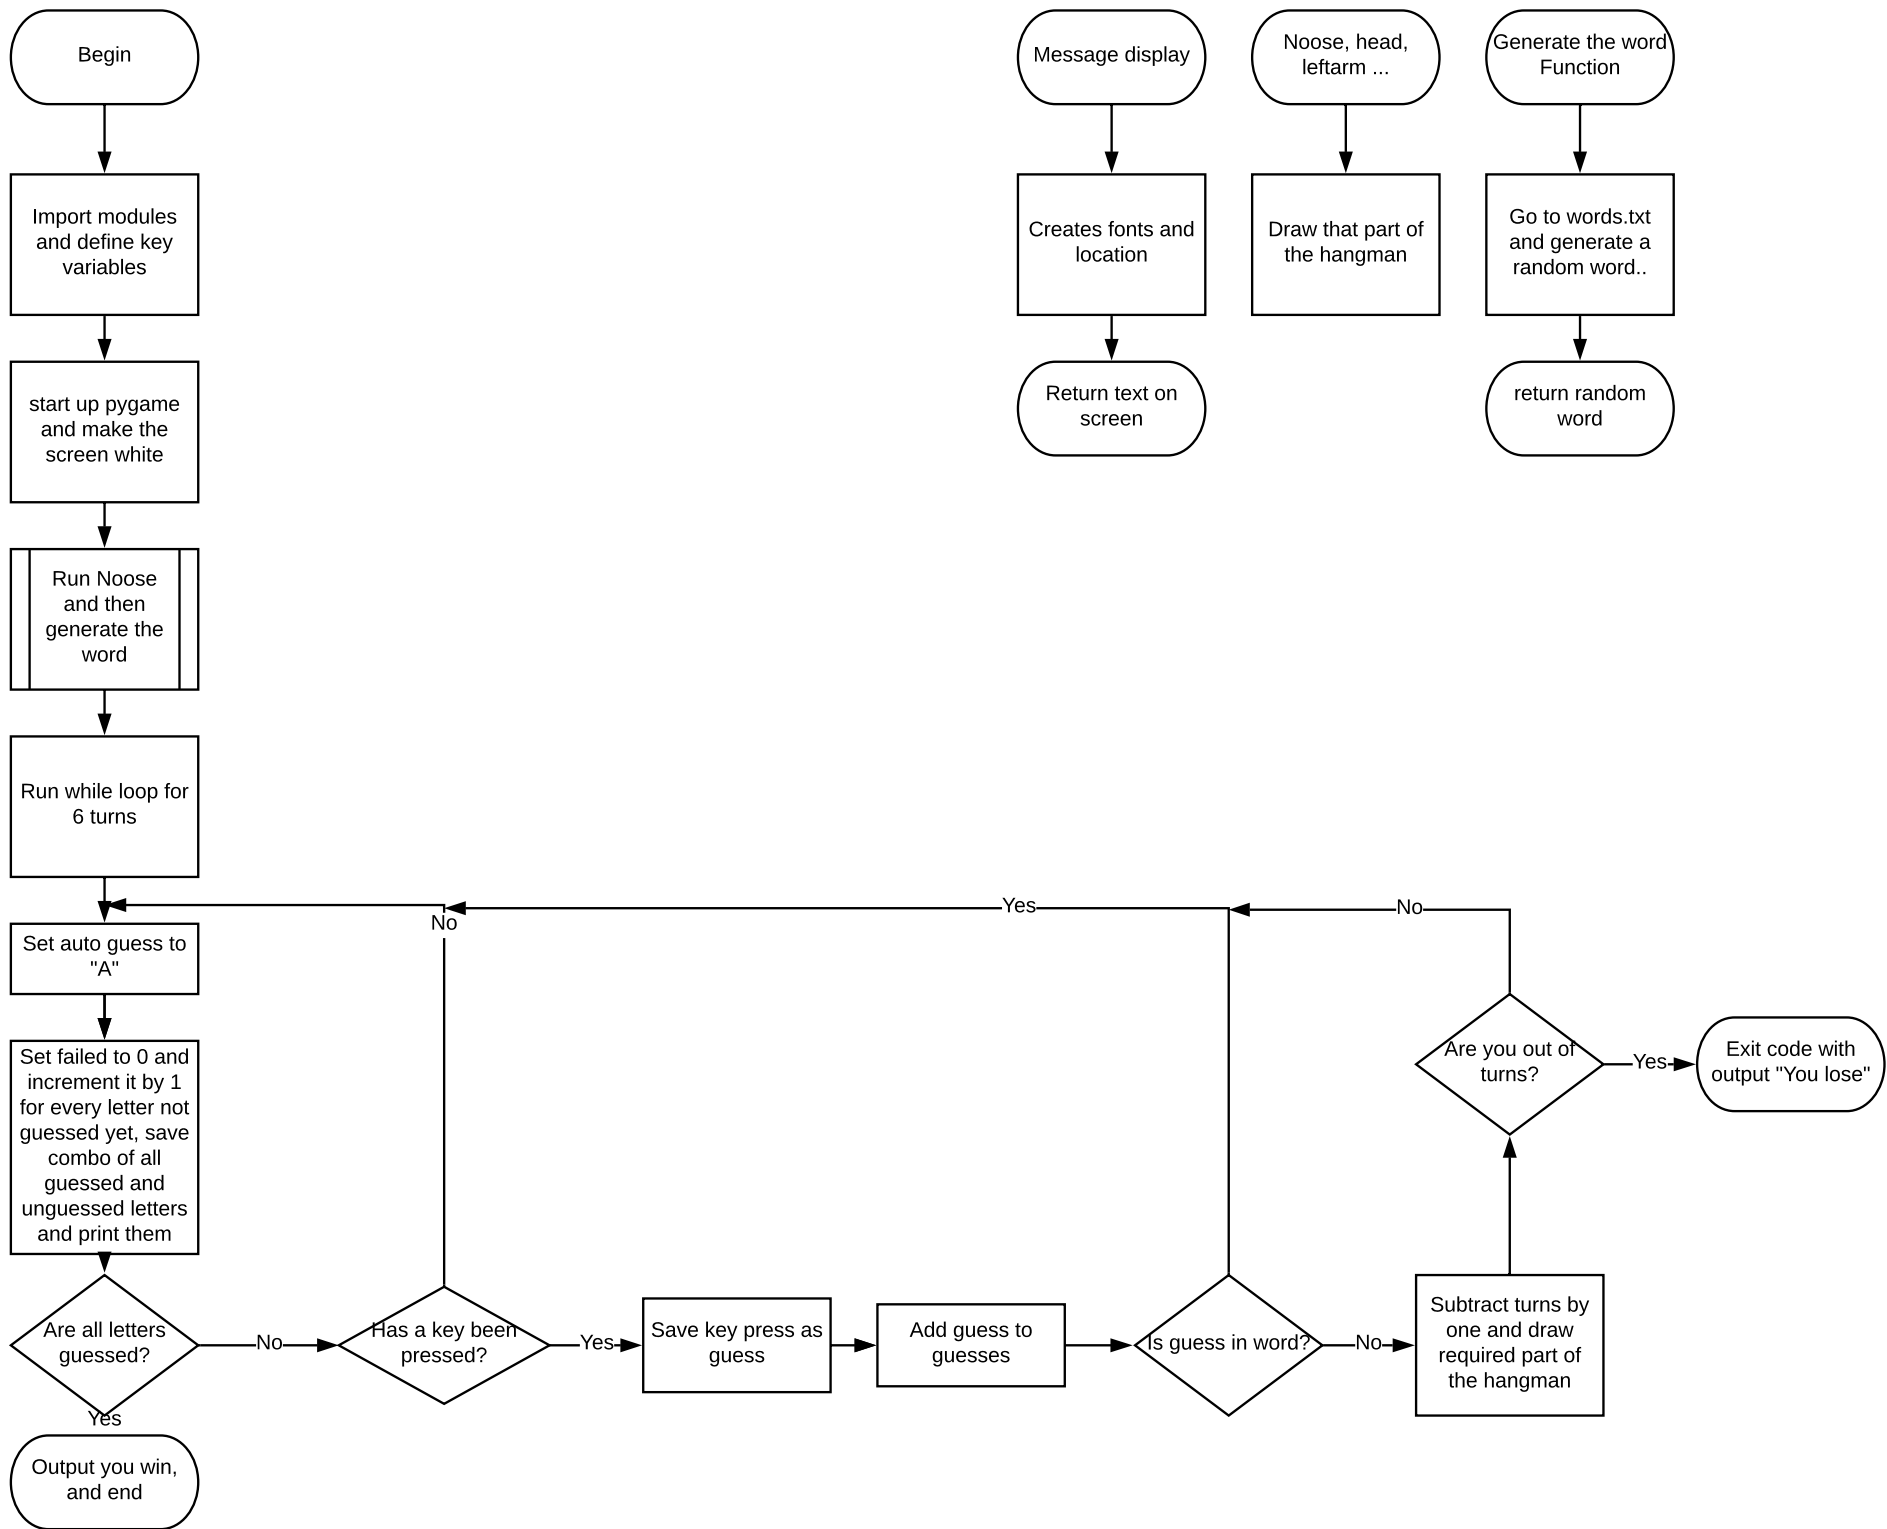 Begin
Message display
Noose, head,
leftarm ...
Generate the word
Function
Import modules
and define key
variables
Creates fonts and
location
Draw that part of
the hangman
Go to words.txt
and generate a
random word..
start up pygame
and make the
screen white
Return text on
screen
return random
word
Run Noose
and then
generate the
word
Run while loop for
6 turns
No
Yes
No
Set auto guess to
"A"
Set failed to 0 and
increment it by 1
for every letter not
guessed yet, save
combo of all
guessed and
unguessed letters
and print them
Are you out of
turns?
Yes
Exit code with
output "You lose"
Are all letters
guessed?
No
Has a key been
pressed?
Yes
Save key press as
guess
Add guess to
guesses
Is guess in word?
No
Subtract turns by
one and draw
required part of
the hangman
Yes
Output you win,
and end